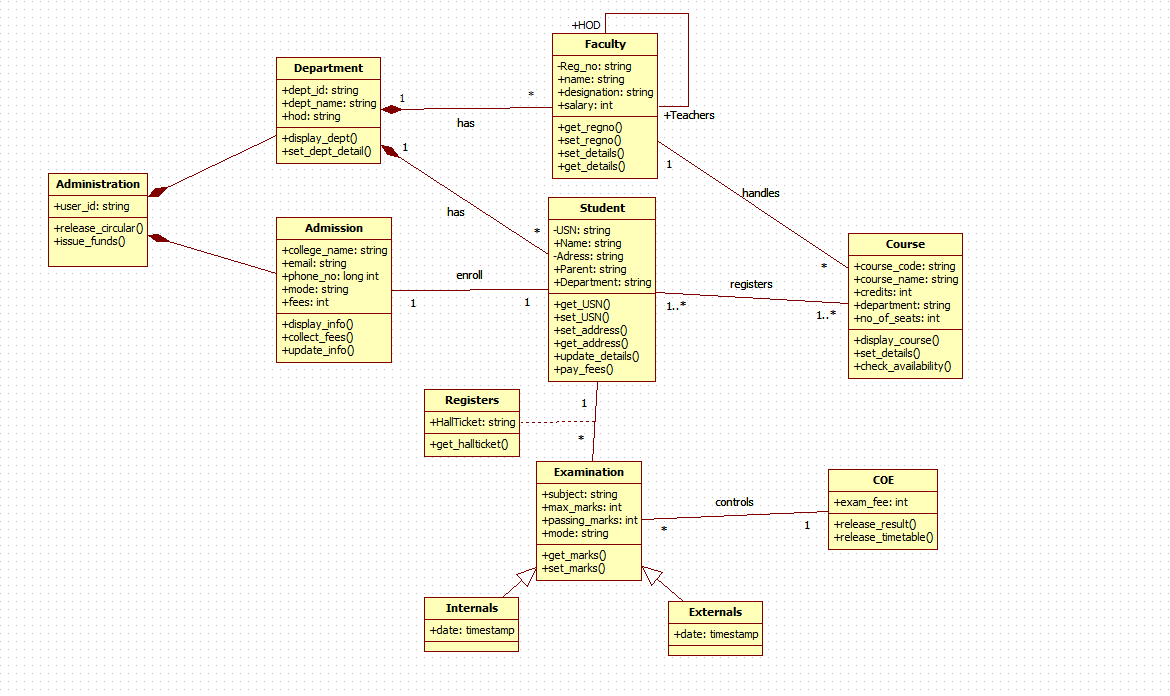 +HOD
Faculty
-Reg_no: string
+name: string
+designation: string
+salary: int
+get_regno()
+set_regno()
+set_details()
+get_details()
+Teachers
Department
+dept_id: string
+dept_name: string
+hod: string
+display_dept()
+set_dept_detail()
1
*
has
1
has
*
1
handles
*
Administration
+user_id: string
+release_circular()
+issue_funds()
Admission
+college_name: string
+email: string
+phone_no: long int
+mode: string
+fees: int
+display_info()
+collect_fees()
+update_info()
enroll
1
1
Student
-USN: string
+Name: string
-Adress: string
+Parent: string
+Department: string
+get_USN()
+set_USN()
+set_address()
+get_address()
+update_details()
+pay_fees()
registers
1..*
1..*
Course
+course_code: string
+course_name: string
+credits: int
+department: string
+no_of_seats: int
+display_course()
+set_details()
+check_availability()
Registers
+HallTicket: string
+get_hallticket()
1
*
Examination
+subject: string
+max_marks: int
+passing_marks: int
+mode: string
+get_marks()
+set_marks()
controls
*
1
COE
+exam_fee: int
+release_result()
+release_timetable()
Internals
+date: timestamp
Externals
+date: timestamp